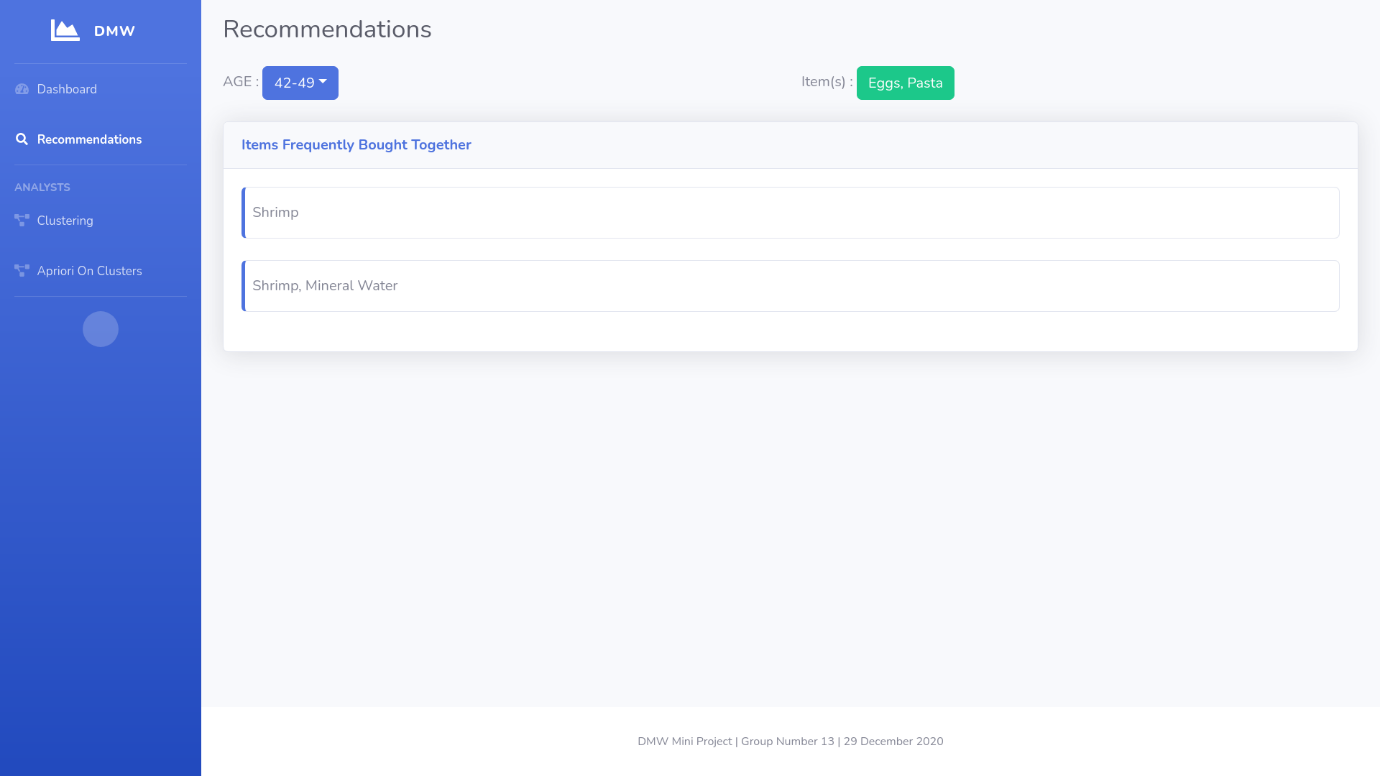 DMW
Dashboard
Recommendations
ANALYSTS
Clustering
Apriori On Clusters
Recommendations
AGE : 42-49
Item(s) : Eggs, Pasta
Items Frequently Bought Together
Shrimp
Shrimp, Mineral Water
DMW Mini Project | Group Number 13 | 29 December 2020